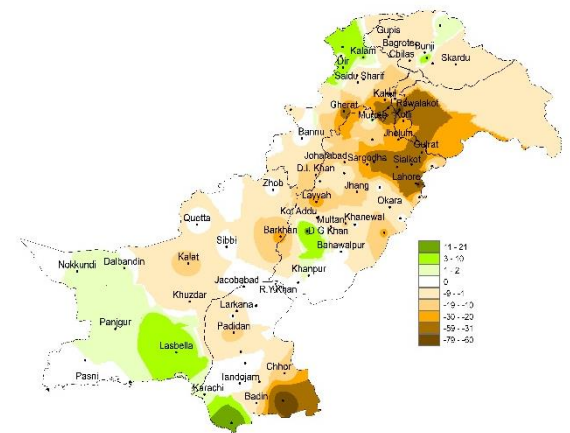 Gupis
Bagrote
Kalam
Bunji
Chilas
Dir
Skardu
Saidu Sharif
Kakul
Rawalakot
Gherat
Murree
Kotli
Bannu
Jhelum
Gujrat
Joharabad
Sargodha
Sialkot
D.I. Khan
Lahore
Zhob
Jhang
Layyah
Okara
Kot Addu
Quetta
Multan
Khanewal
Barkhan
D G Khan
Sibbi
Bahawalpur
Kalat
Dalbandin
Nokkundi
Khanpur
Jacobabad
R.Y.Khan
Khuzdar
Larkana
Panjgur
Padidan
Lasbella
Chhor
Pasni
Tandojam
Karachi
Badin
11 - 21
3 - 10
1 - 2
0
-9 - -1
-19 - -10
-30 - -20
-59 - -31
-79 - -60